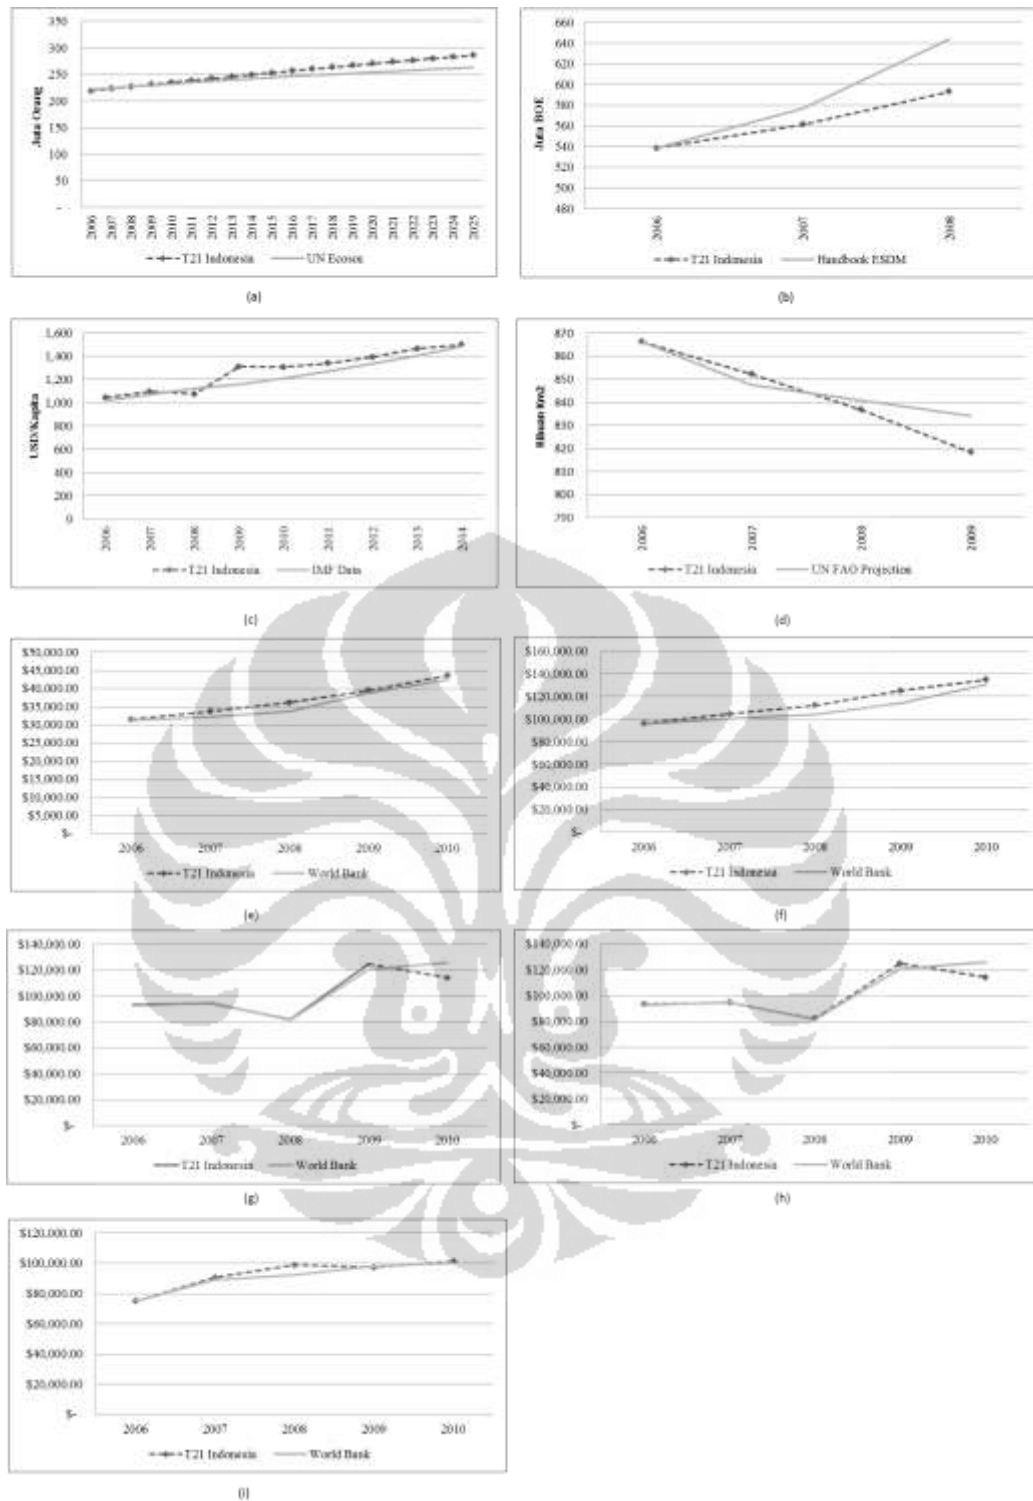 350
300
250
200
150
100
50
-
Juta Orang
2006 2007 2008 2009 2010 2011 2012 2013 2014 2015 2016 2017 2018 2019 2020 2021 2022 2023 2024 2025
T21 Indonesia UN Ecosoc
(a)
660
640
620
600
580
560
540
520
500
480
Juta BOE
2006 2007 2008
T21 Indonesia Handbook ESDM
(b)
1,600
1,400
1,200
1,000
800
600
400
200
0
USD/Kapita
2006 2007 2008 2009 2010 2011 2012 2013 2014
T21 Indonesia IMF Data
(c)
870
860
850
840
830
820
810
800
790
Ribuan Km2
2006 2007 2008 2009
T21 Indonesia UN FAO Projection
(d)
$50,000.00
$45,000.00
$40,000.00
$35,000.00
$30,000.00
$25,000.00
$20,000.00
$15,000.00
$10,000.00
$5,000.00
$-
2006 2007 2008 2009 2010
T21 Indonesia World Bank
(e)
$160,000.00
$140,000.00
$120,000.00
$100,000.00
$80,000.00
$60,000.00
$40,000.00
$20,000.00
$-
2006 2007 2008 2009 2010
T21 Indonesia World Bank
(f)
$140,000.00
$120,000.00
$100,000.00
$80,000.00
$60,000.00
$40,000.00
$20,000.00
$-
2006 2007 2008 2009 2010
T21 Indonesia World Bank
(g)
$140,000.00
$120,000.00
$100,000.00
$80,000.00
$60,000.00
$40,000.00
$20,000.00
$-
2006 2007 2008 2009 2010
T21 Indonesia World Bank
(h)
$120,000.00
$100,000.00
$80,000.00
$60,000.00
$40,000.00
$20,000.00
$-
2006 2007 2008 2009 2010
T21 Indonesia World Bank
(i)